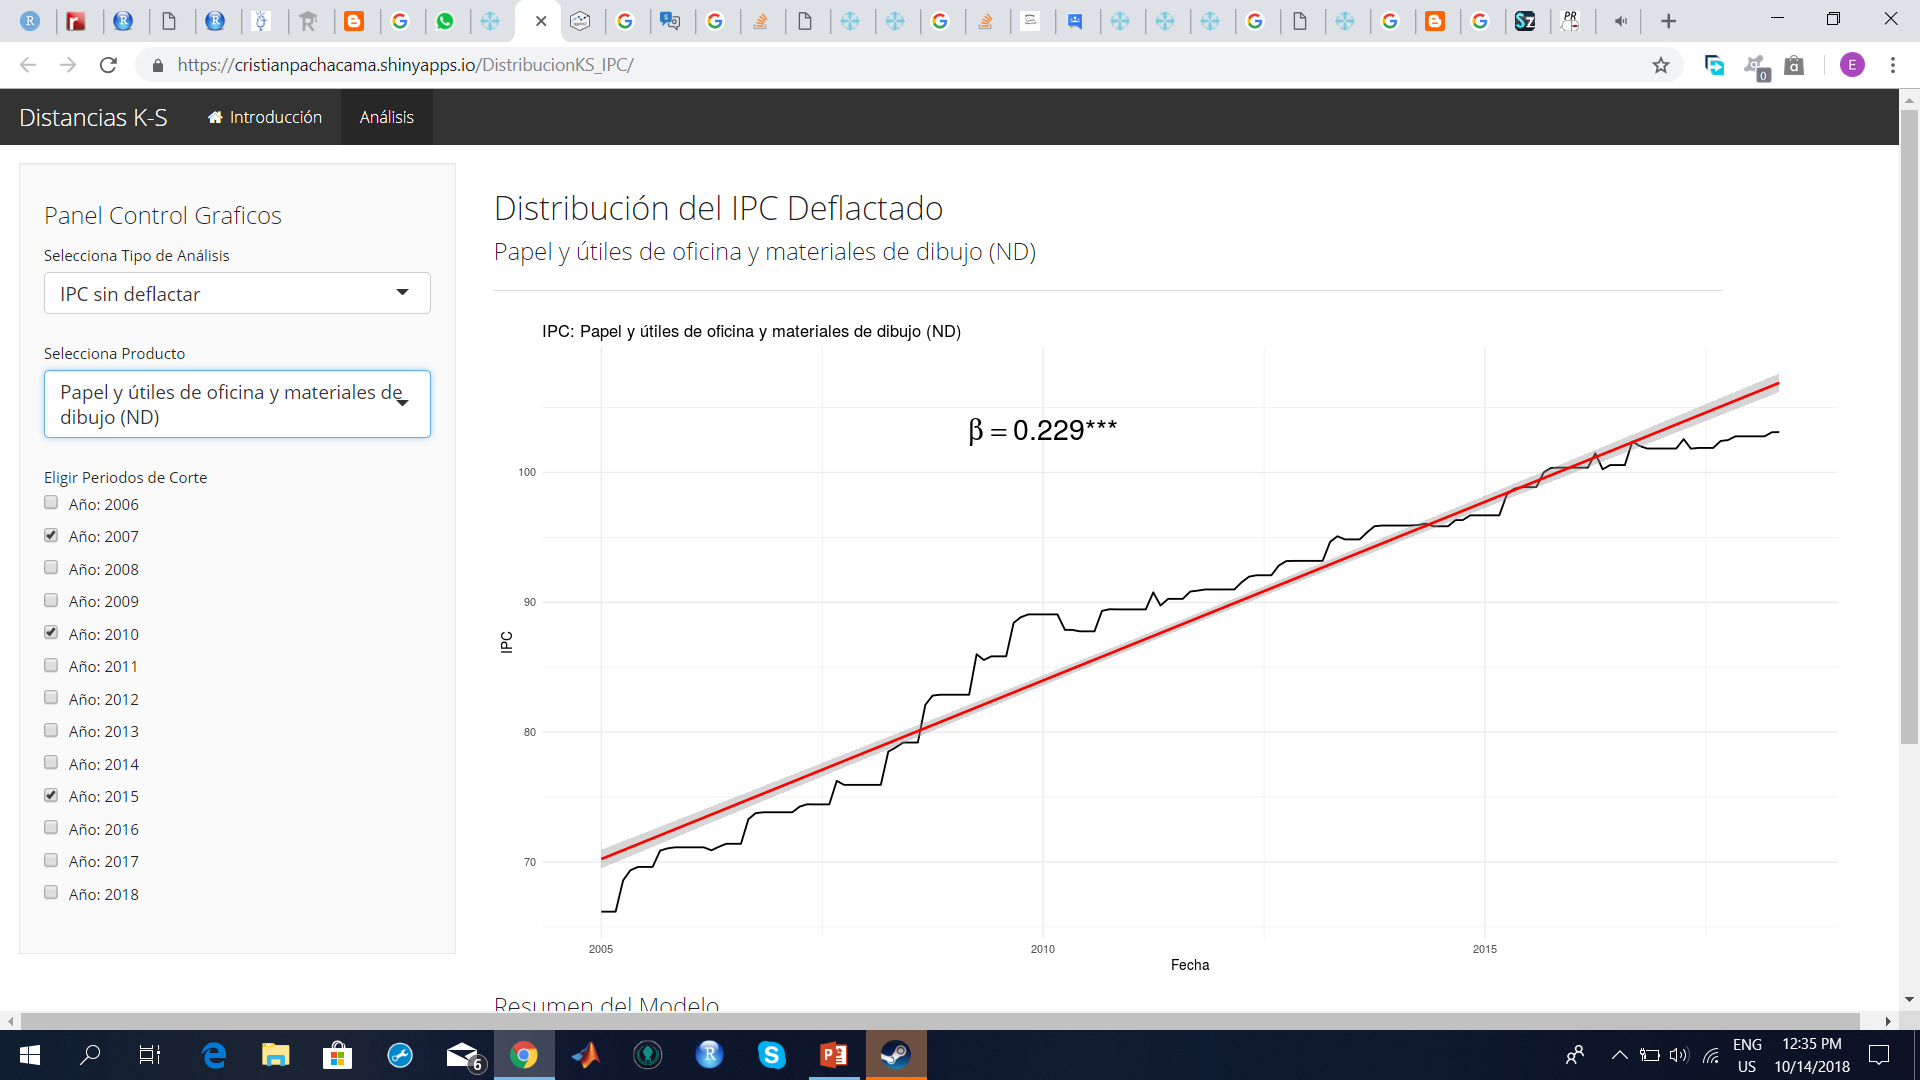 https://cristianpachacama.shinyapps.io/DistribucionKS_IPC/
0
E
Distancias K-S
Introducción
Análisis
Panel Control Graficos
Selecciona Tipo de Análisis
IPC sin deflactar
Selecciona Producto
Papel y útiles de oficina y materiales de
dibujo (ND)
Eligir Periodos de Corte
Año: 2006
Año: 2007
Año: 2008
Año: 2009
Año: 2010
Año: 2011
Año: 2012
Año: 2013
Año: 2014
Año: 2015
Año: 2016
Año: 2017
Año: 2018
Distribución del IPC Deflactado
Papel y útiles de oficina y materiales de dibujo (ND)
IPC: Papel y útiles de oficina y materiales de dibujo (ND)
β = 0.229***
100
90
80
70
IPC
2005
2010
2015
Fecha
Resumen del Modelo
6
ENG
US
12:35 PM
10/14/2018